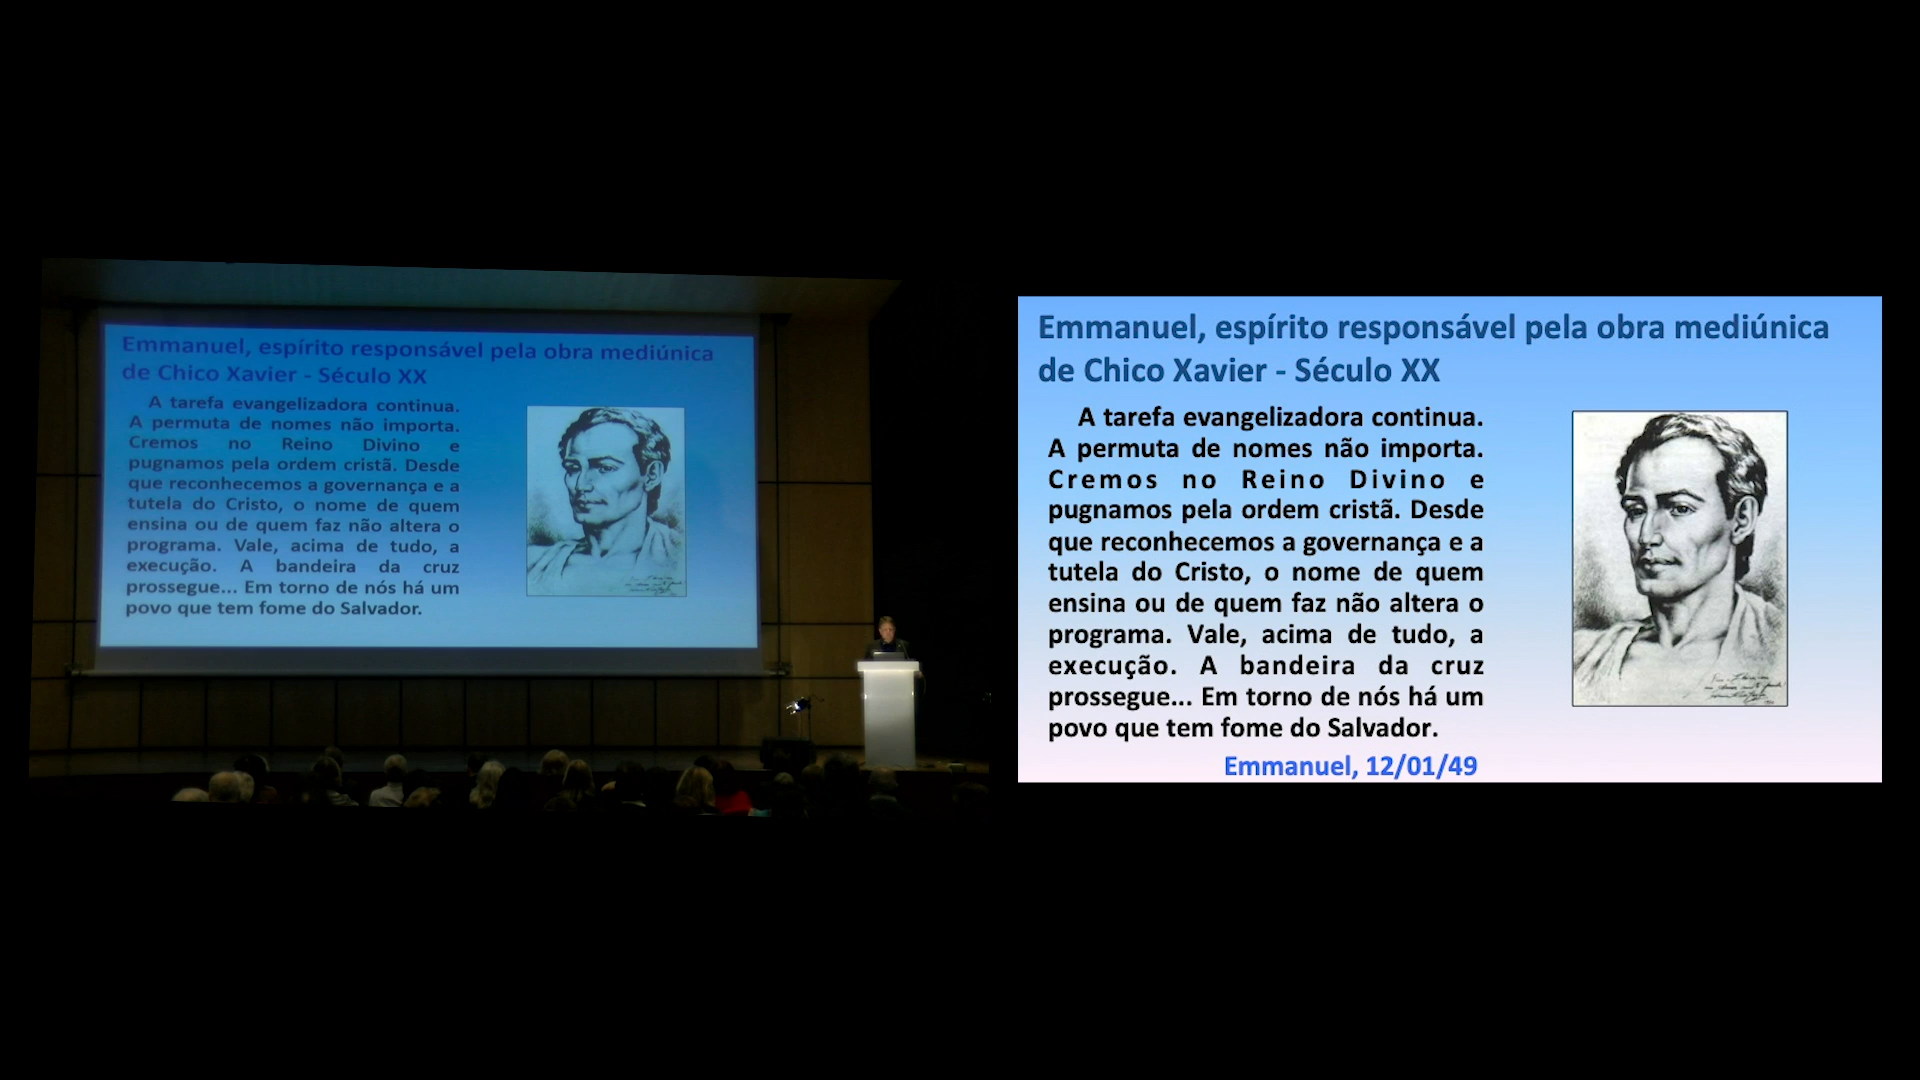 Emmanuel, espírito responsável pela obra mediúnica
de Chico Xavier - Século XX
A tarefa evangelizadora continua.
A permuta de nomes não importa.
Cremos no Reino Divino e
pugnamos pela ordem cristã. Desde
que reconhecemos a governança e a
tutela do Cristo, o nome de quem
ensina ou de quem faz não altera o
programa. Vale, acima de tudo, a
execução. A bandeira da cruz
prossegue... Em torno de nós há um
povo que tem fome do Salvador.
Emmanuel, espírito responsável pela obra mediúnica
de Chico Xavier - Século XX
A tarefa evangelizadora continua.
A permuta de nomes não importa.
Cremos no Reino Divino e
pugnamos pela ordem cristã. Desde
que reconhecemos a governança e a
tutela do Cristo, o nome de quem
ensina ou de quem faz não altera o
programa. Vale, acima de tudo, a
execução. A bandeira da cruz
prossegue... Em torno de nós há um
povo que tem fome do Salvador.
Emmanuel, 12/01/49